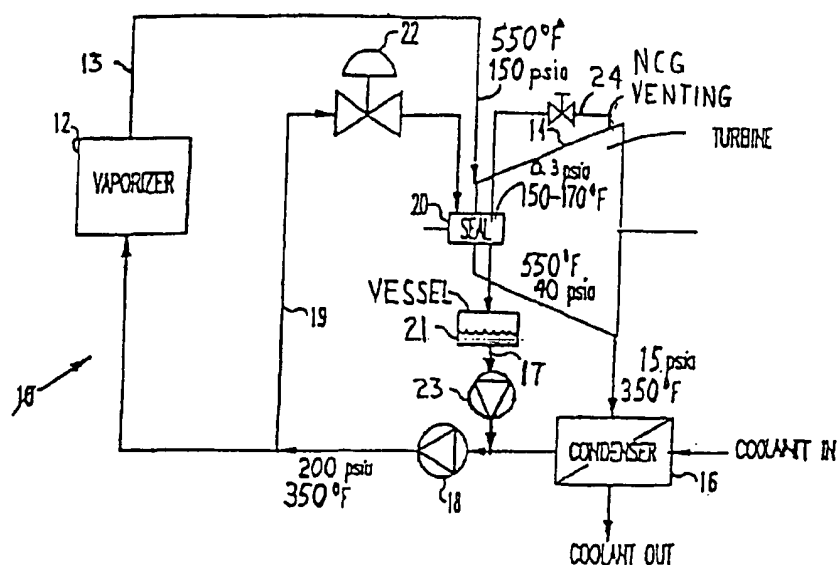 22
550°F
150 psia
NCG
24
VENTING
13
12
VAPORIZER
11
TURBINE
0.3 psia
150-170°F
20
SEAL
550°F
40 psia
VESSEL
21
19
17
10
23
15 psia
350°F
CONDENSER
COOLANT IN
16
200 psia
350°F
18
COOLANT OUT